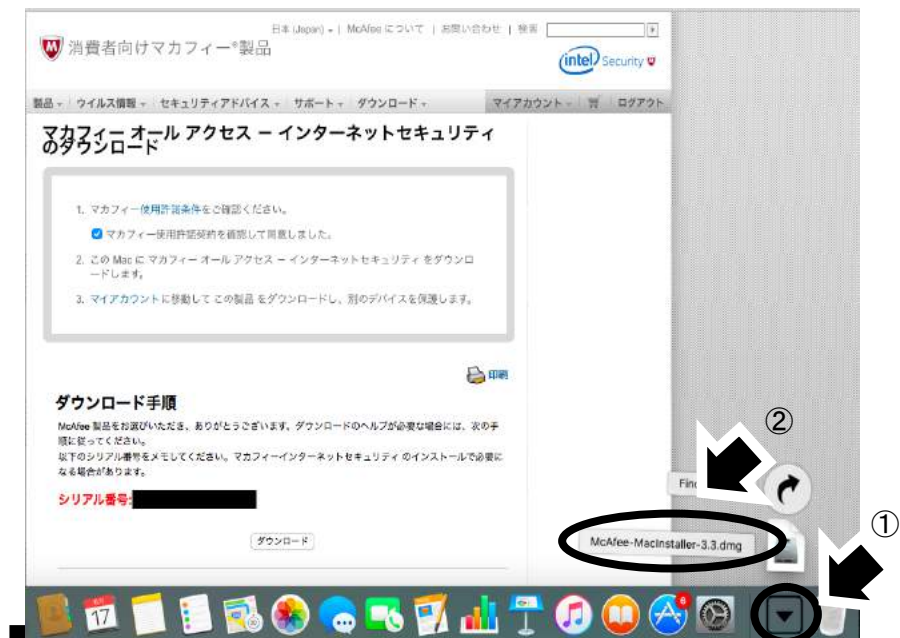 日本 (Japan) | McAfee について | お問い合わせ | 検索
消費者向けマカフィー®製品
intel Security
製品 ウイルス情報 セキュリティアドバイス サポート ダウンロード マイアカウント ログアウト
マカフィー オール アクセス – インターネットセキュリティ
のダウンロード
1. マカフィー使用許諾条件をご確認ください。
マカフィー使用許諾契約を確認して同意しました。
2. この Mac に マカフィー オール アクセス – インターネットセキュリティ をダウンロ
ードします。
3. マイアカウントに移動して この製品 をダウンロードし、別のデバイスを保護します。
印刷
ダウンロード手順
McAfee 製品をお選びいただき、ありがとうございます。ダウンロードのヘルプが必要な場合には、次の手
順に従ってください。
以下のシリアル番号をメモしてください。マカフィーインターネットセキュリティ のインストールで必要に
なる場合があります。
シリアル番号:
ダウンロード
②
Find
①
McAfee-MacInstaller-3.3.dmg
17
6